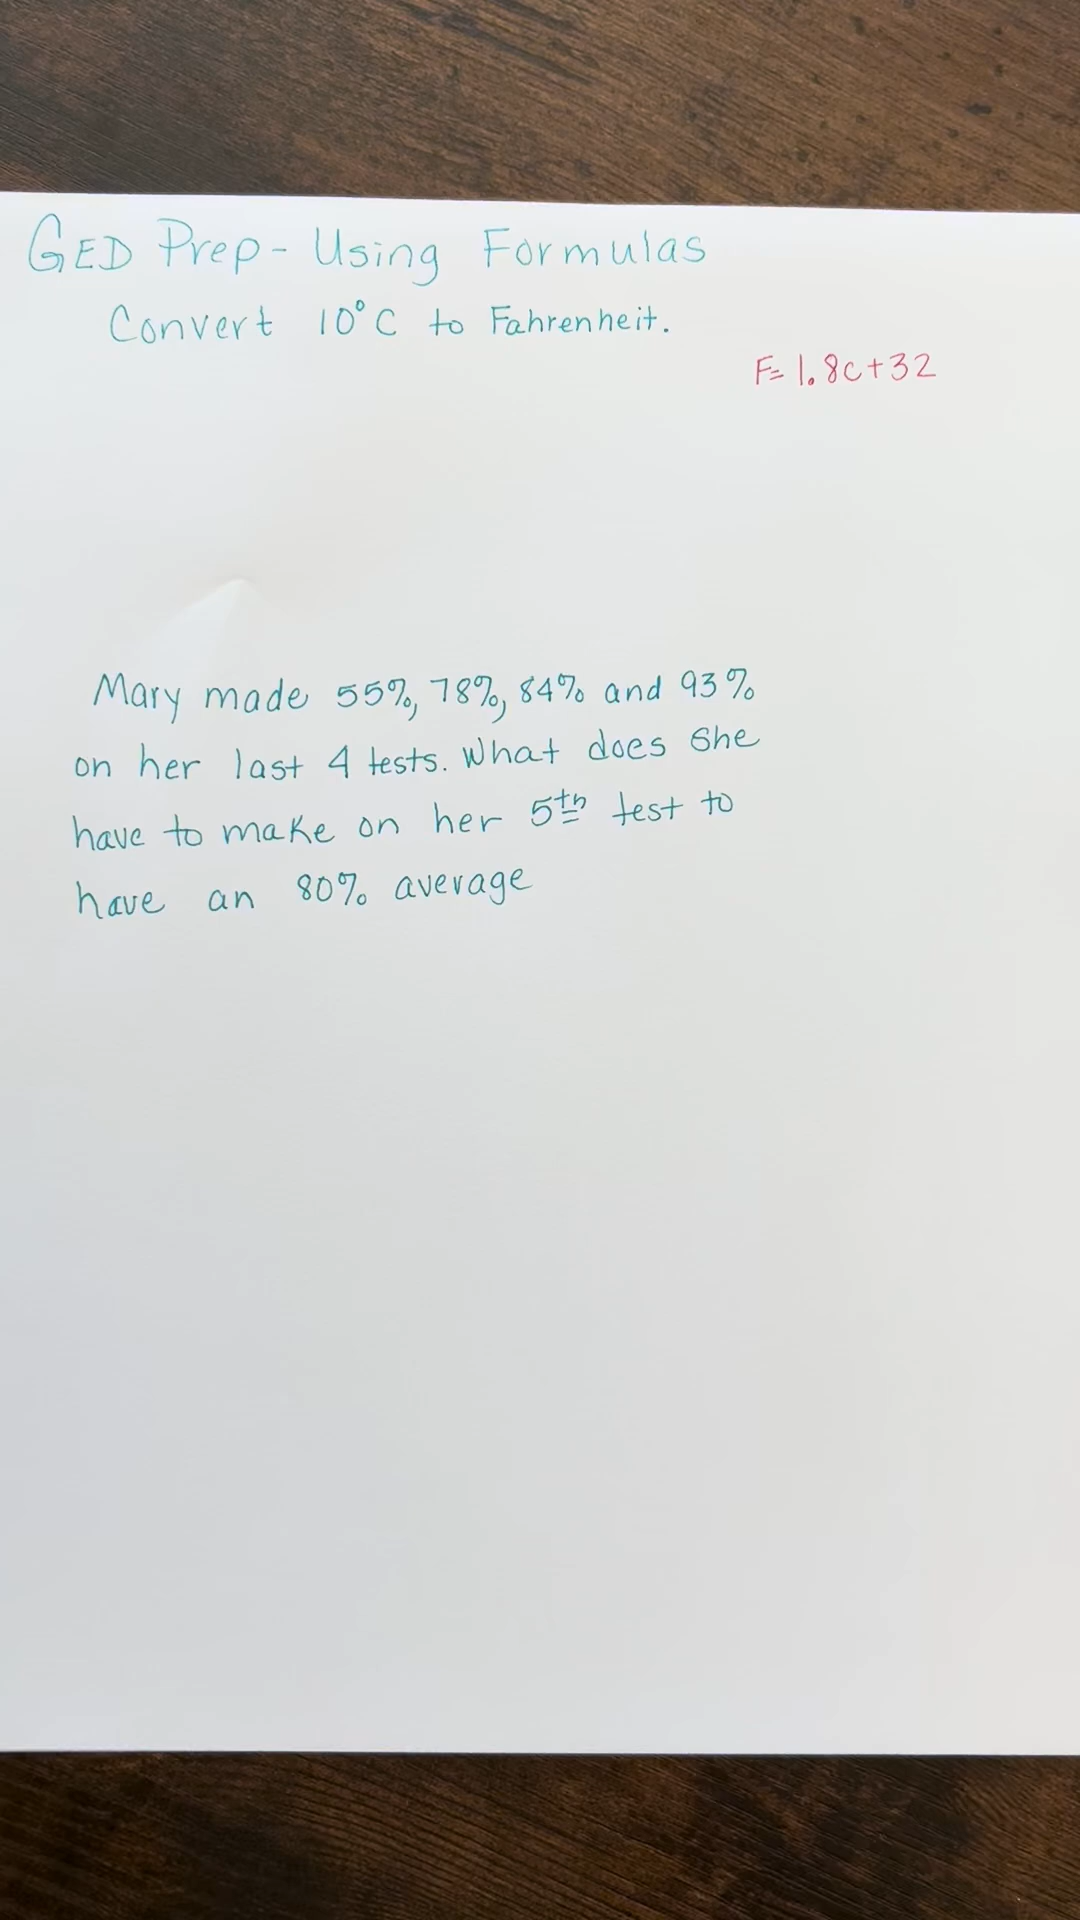 GED Prep- Using Formulas
Convert 10°C to Fahrenheit.
F= 1.8C+32
Mary made 55%, 78%, 84% and 93%
on her last 4 tests. What does she
have to make on her 5th test to
have an 80% average